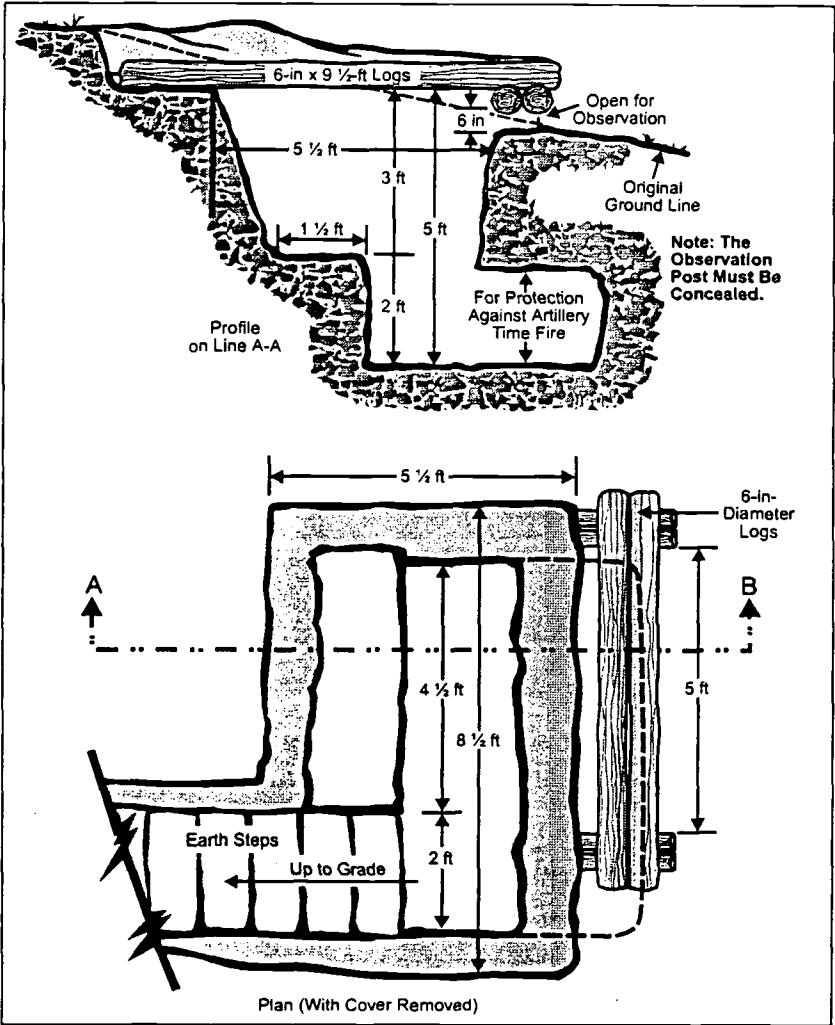 6-in x 9 ½-ft Logs
6 in
Open for
Observation
5 ½ ft
3 ft
Original
Ground Line
1 ½ ft
5 ft
Note: The
Observation
Post Must Be
Concealed.
2 ft
For Protection
Against Artillery
Time Fire
Profile
on Line A-A
5 ½ ft
6-in-
Diameter
Logs
A
B
4 ½ ft
5 ft
8 ½ ft
Earth Steps
2 ft
Up to Grade
Plan (With Cover Removed)